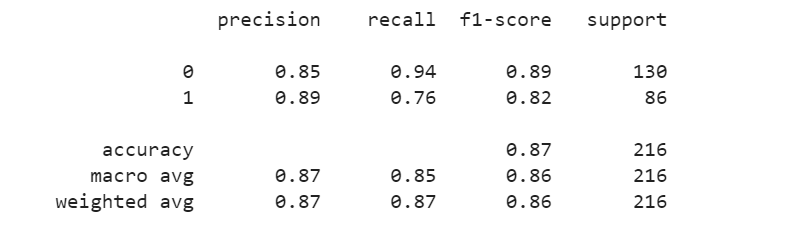 precision recall f1-score support
0 0.85 0.94 0.89 130
1 0.89 0.76 0.82 86
accuracy 0.87 216
macro avg 0.87 0.85 0.86 216
weighted avg 0.87 0.87 0.86 216